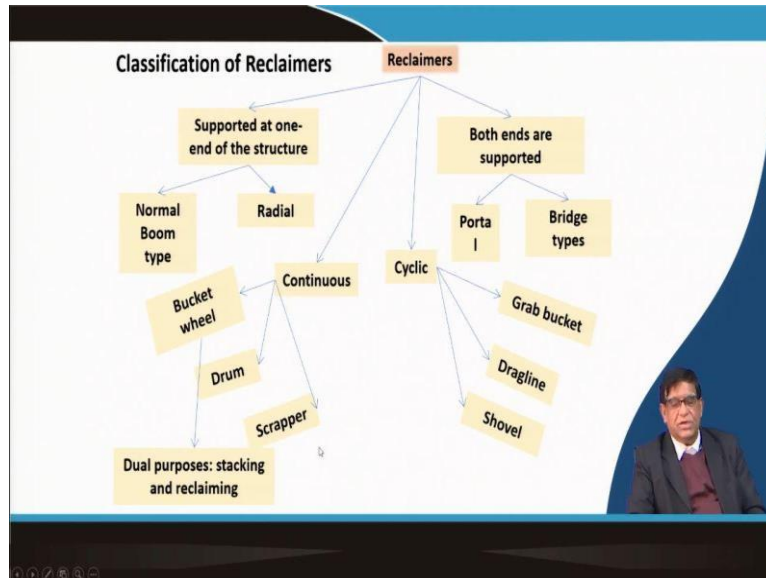 Classification of Reclaimers
Reclaimers
Supported at one-
end of the structure
Both ends are
supported
Normal
Boom
type
Radial
Porta
l
Bridge
types
Continuous
Cyclic
Bucket
wheel
Grab bucket
Drum
Dragline
Scrapper
Shovel
Dual purposes: stacking
and reclaiming